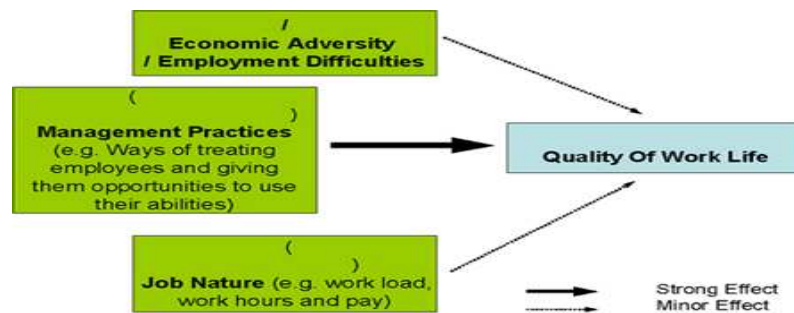 /
Economic Adversity
/ Employment Difficulties
(
)
Management Practices
(e.g. Ways of treating
employees and giving
them opportunities to use
their abilities)
Quality Of Work Life
(
)
Job Nature (e.g. work load,
work hours and pay)
Strong Effect
Minor Effect